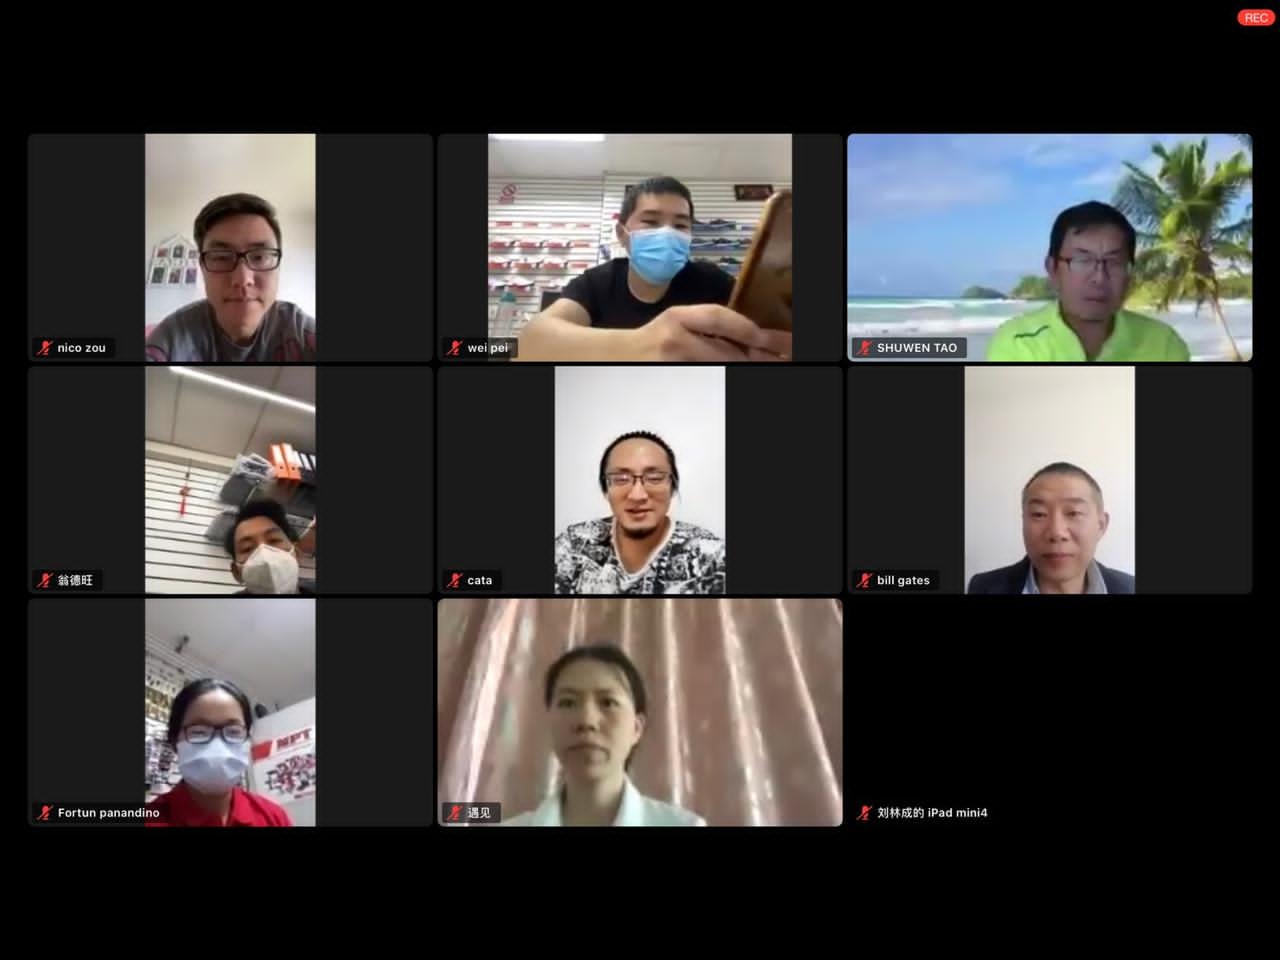 REC
nico zou
wei pei
SHUWEN TAO
翁德旺
cata
bill gates
NPT
Fortun panandino
遇见
刘林成的 iPad mini4